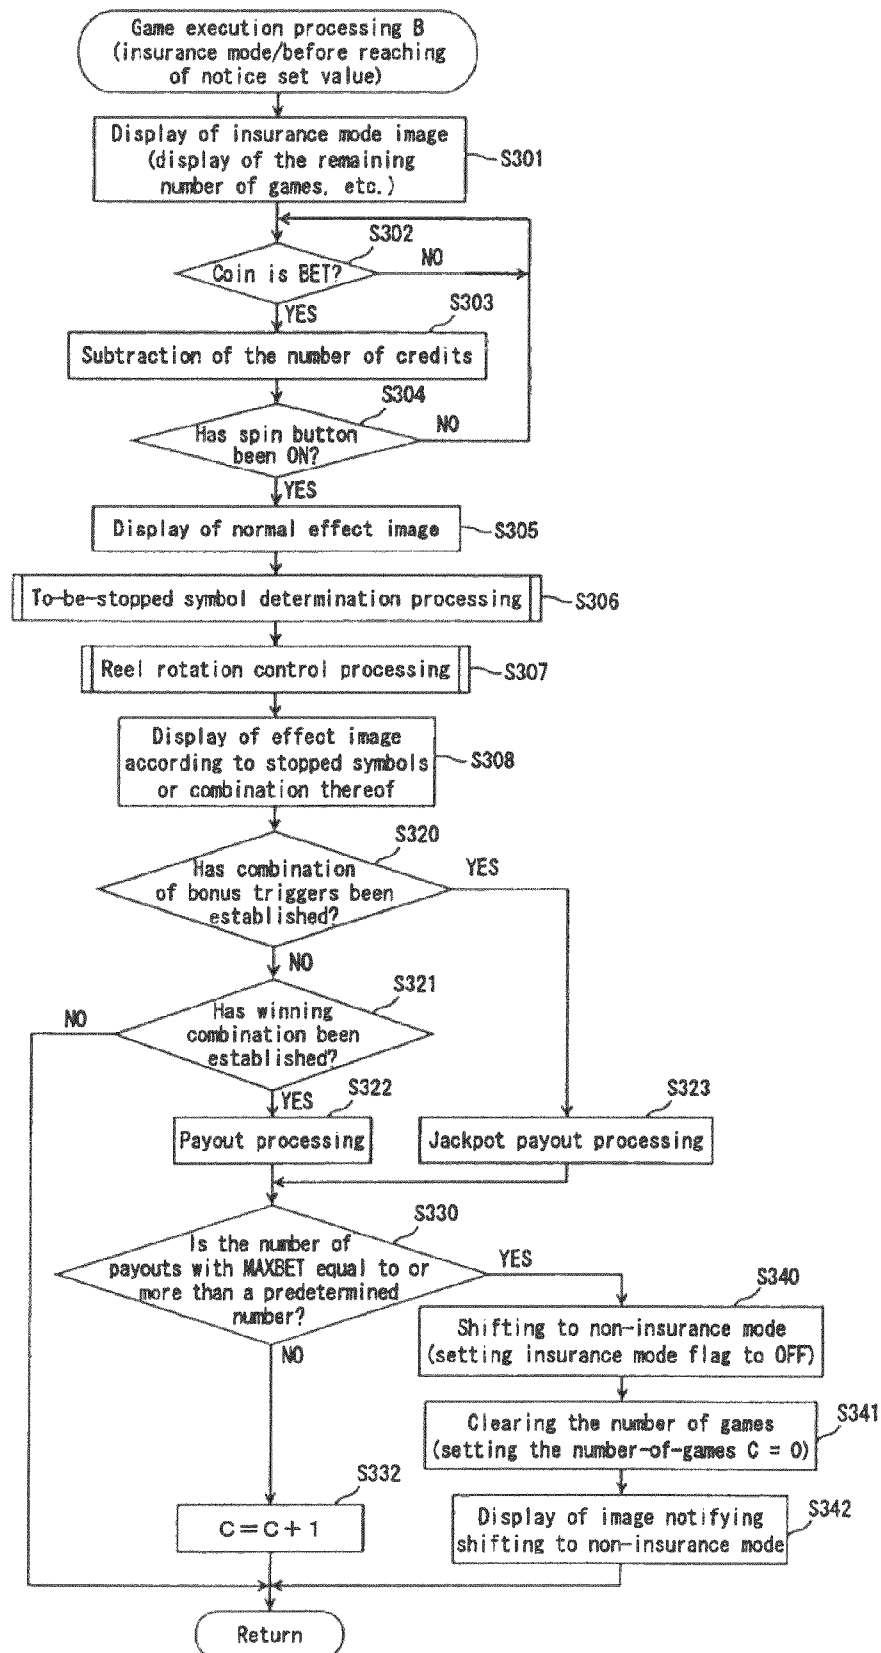 Game execution processing B
(insurance mode/before reaching
of notice set value)
Display of insurance mode image
(display of the remaining
number of games, etc.)
S301
S302
Coin is BET?
NO
YES
S303
Subtraction of the number of credits
S304
Has spin button
been ON?
NO
YES
Display of normal effect image
S305
To-be-stopped symbol determination processing
S306
Reel rotation control processing
S307
Display of effect image
according to stopped symbols
or combination thereof
S308
S320
Has combination
of bonus triggers been
established?
YES
NO
S321
Has winning
combination been
established?
NO
YES
S322
Payout processing
S323
Jackpot payout processing
S330
Is the number of
payouts with MAXBET equal to or
more than a predetermined
number?
YES
NO
S340
Shifting to non-insurance mode
(setting insurance mode flag to OFF)
S341
Clearing the number of games
(setting the number-of-games C = 0)
S332
C=C+1
S342
Display of image notifying
shifting to non-insurance mode
Return